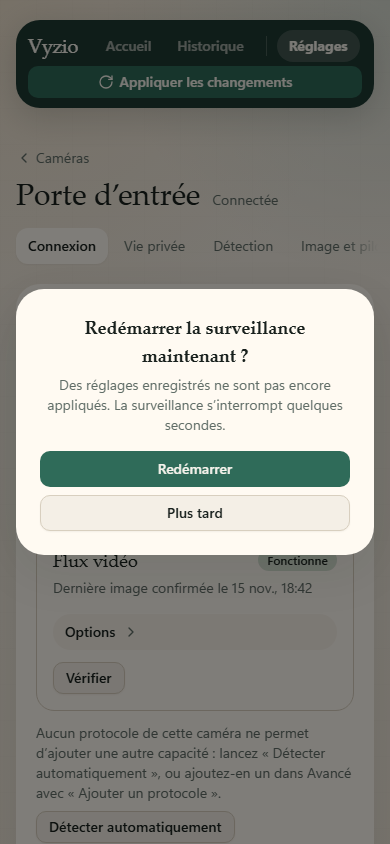 Vyzio Accueil Historique Réglages
Appliquer les changements
Caméras
Porte d’entrée Connectée
Connexion Vie privée Détection Image et pil
Redémarrer la surveillance
maintenant ?
Des réglages enregistrés ne sont pas encore
appliqués. La surveillance s’interrompt quelques
secondes.
Redémarrer
Plus tard
Flux vidéo Fonctionne
Dernière image confirmée le 15 nov., 18:42
Options
Vérifier
Aucun protocole de cette caméra ne permet
d’ajouter une autre capacité : lancez « Détecter
automatiquement », ou ajoutez-en un dans Avancé
avec « Ajouter un protocole ».
Détecter automatiquement